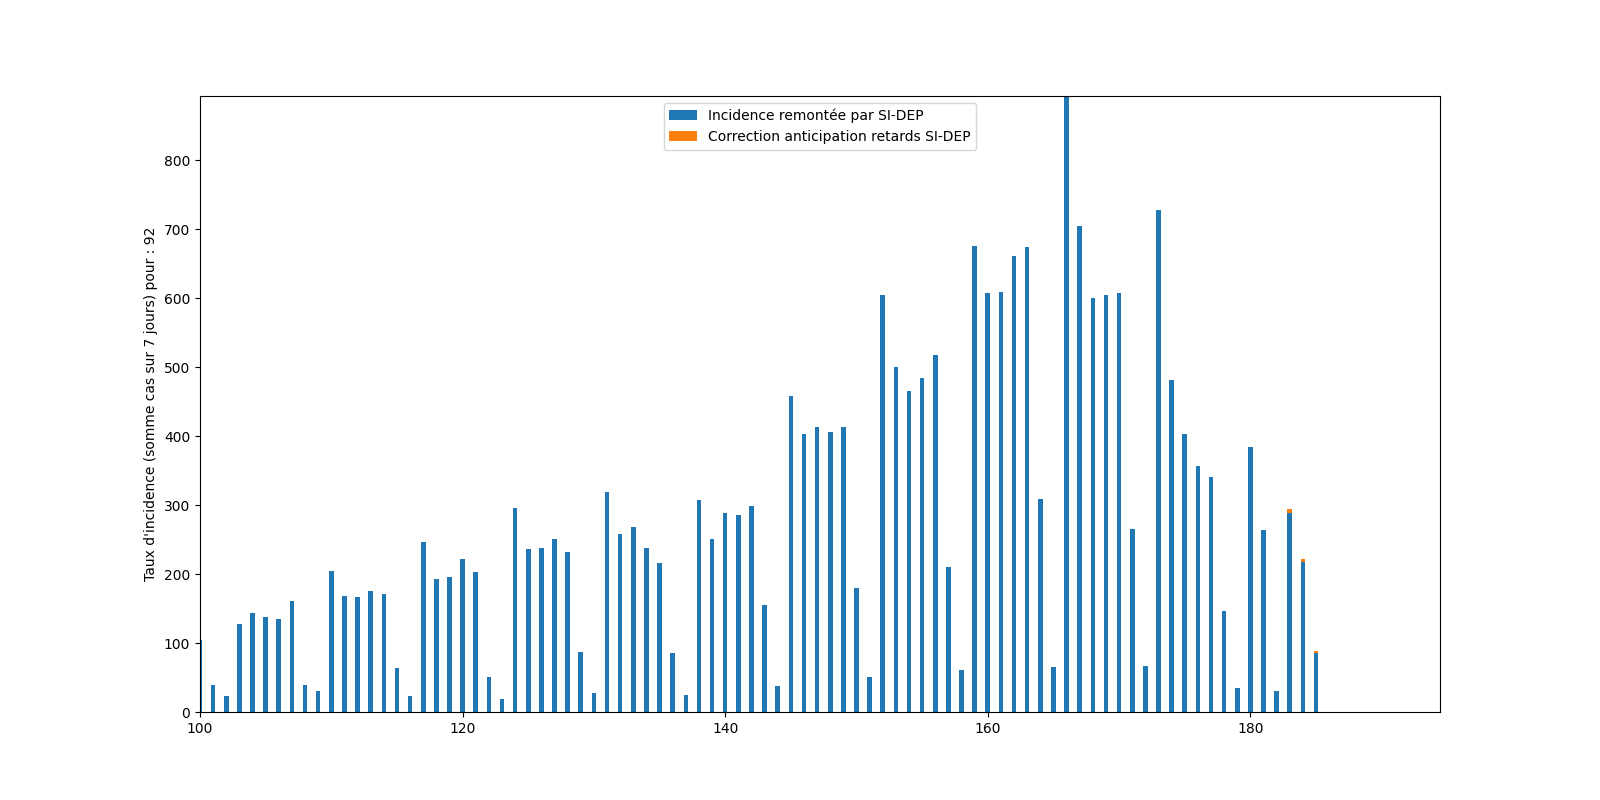 Incidence remontée par SI-DEP
Correction anticipation retards SI-DEP
Taux d'incidence (somme cas sur 7 jours) pour : 92
800
700
600
500
400
300
200
100
0
100 120 140 160 180